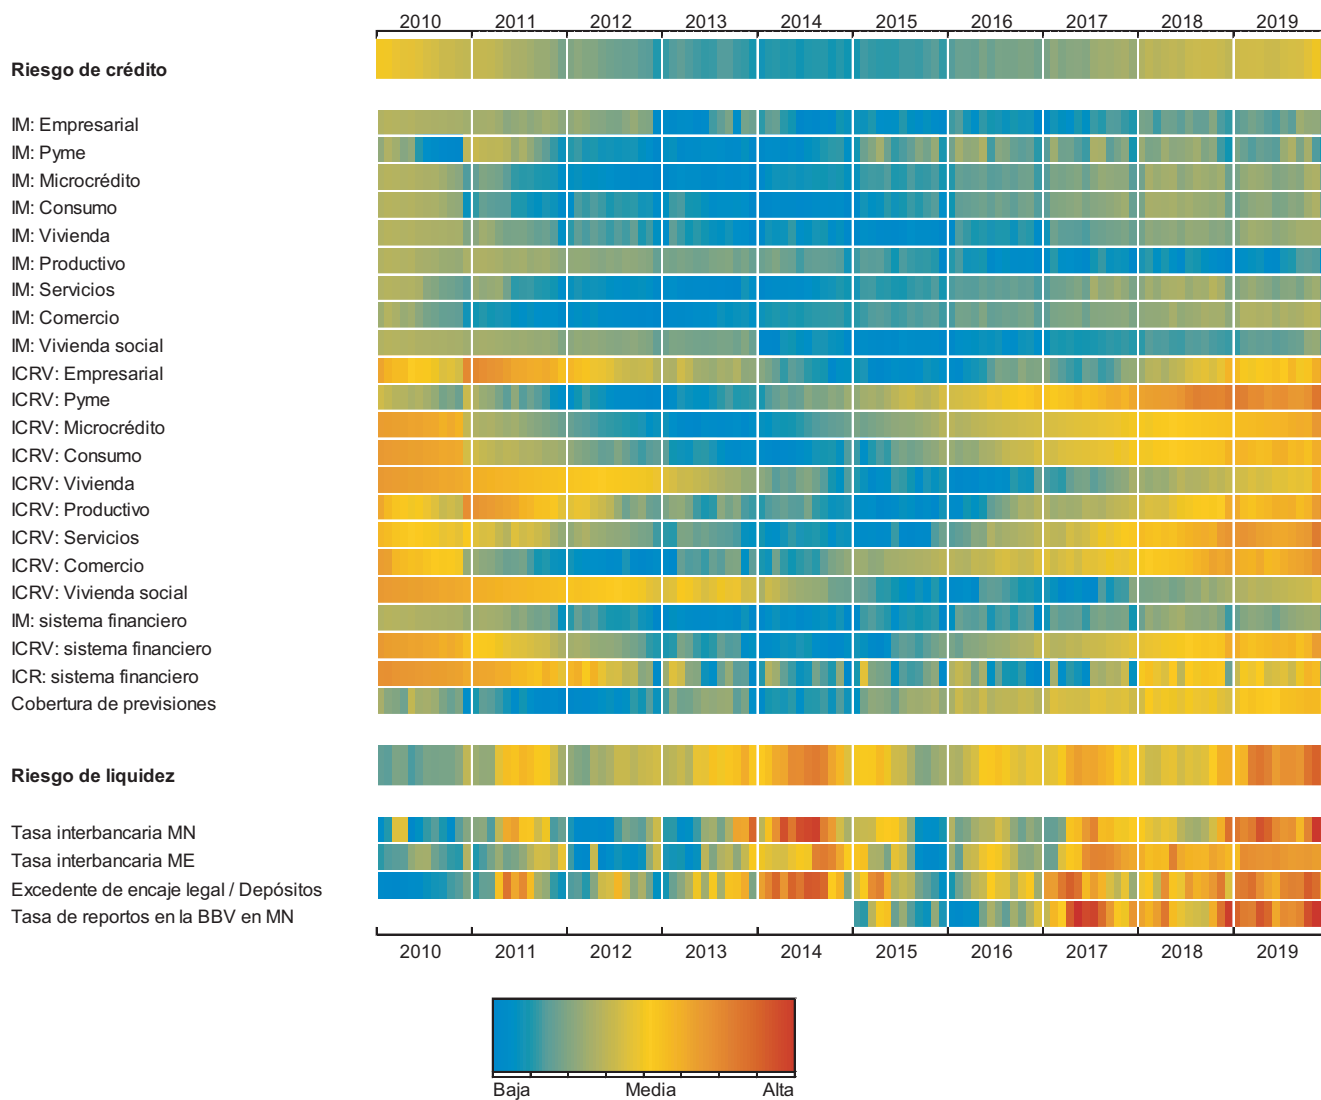 2010 2011 2012 2013 2014 2015 2016 2017 2018 2019
Riesgo de crédito
IM: Empresarial
IM: Pyme
IM: Microcrédito
IM: Consumo
IM: Vivienda
IM: Productivo
IM: Servicios
IM: Comercio
IM: Vivienda social
ICRV: Empresarial
ICRV: Pyme
ICRV: Microcrédito
ICRV: Consumo
ICRV: Vivienda
ICRV: Productivo
ICRV: Servicios
ICRV: Comercio
ICRV: Vivienda social
IM: sistema financiero
ICRV: sistema financiero
ICR: sistema financiero
Cobertura de previsiones
Riesgo de liquidez
Tasa interbancaria MN
Tasa interbancaria ME
Excedente de encaje legal / Depósitos
Tasa de reportos en la BBV en MN
2010 2011 2012 2013 2014 2015 2016 2017 2018 2019
Baja Media Alta